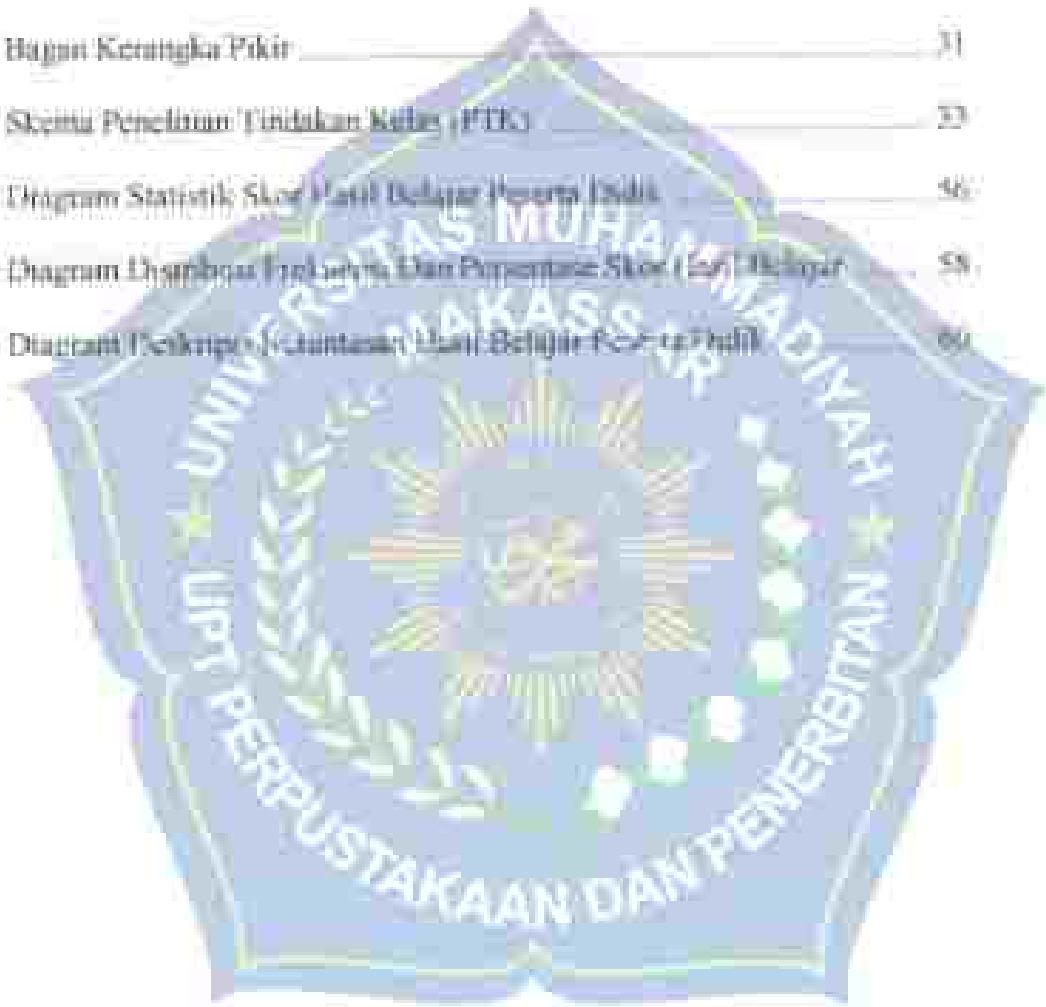 Bagan Kerangka Pikir 31
Skema Penelitian Tindakan Kelas (PTK) 33
Diagram Statistik Skor Hasil Belajar Peserta Didik 56
Diagram Distribusi Frekuensi Dan Persentase Skor Hasil Belajar 58
Diagram Deskripsi Ketuntasan Hasil Belajar Peserta Didik 60
UNIVERSITAS MUHAMMADIYAH
MAKASSAR
UPT PERPUSTAKAAN DAN PENERBITAN